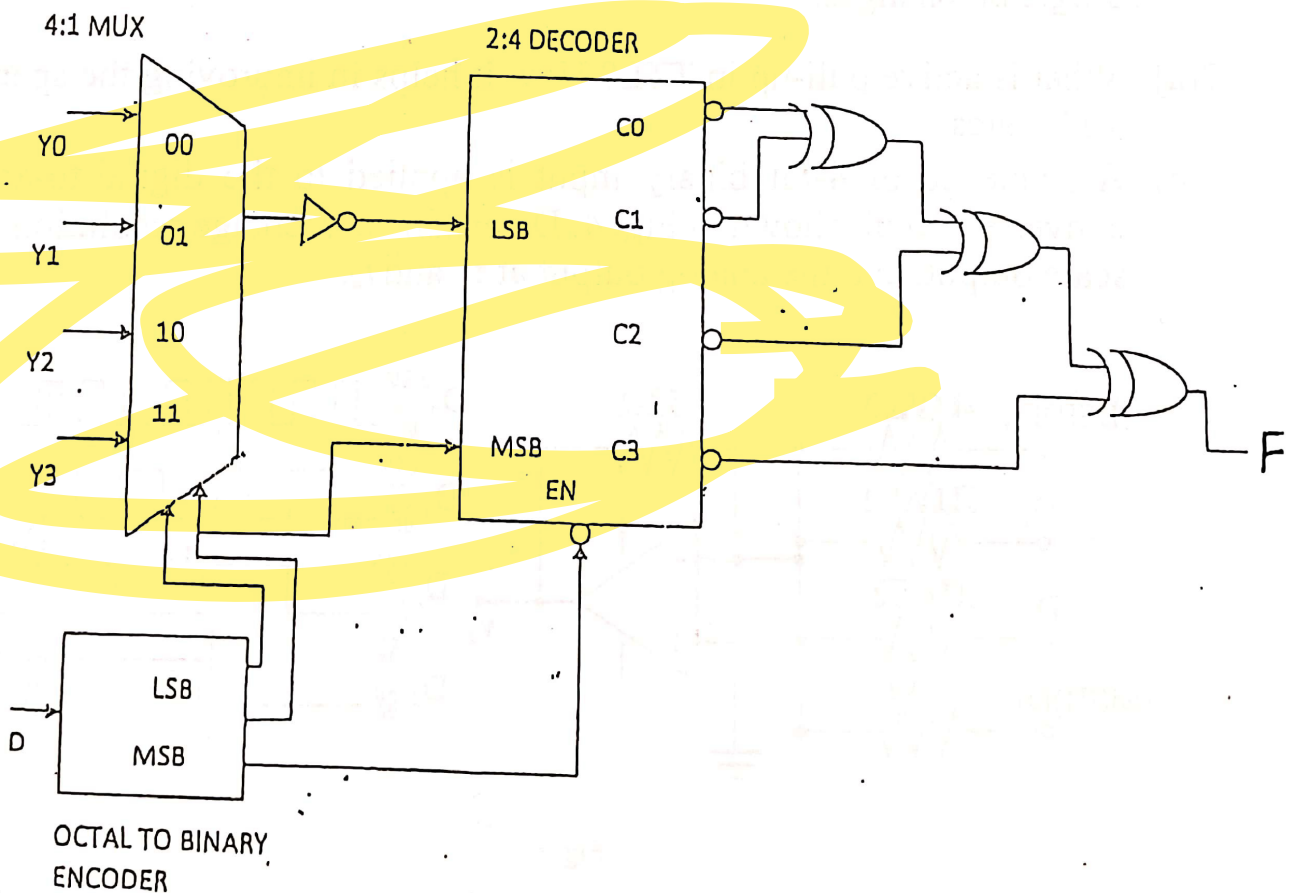 4:1 MUX
2:4 DECODER
Y0
00
C0
Y1
01
LSB
C1
Y2
10
C2
Y3
11
MSB
C3
EN
F
LSB
D
MSB
OCTAL TO BINARY
ENCODER